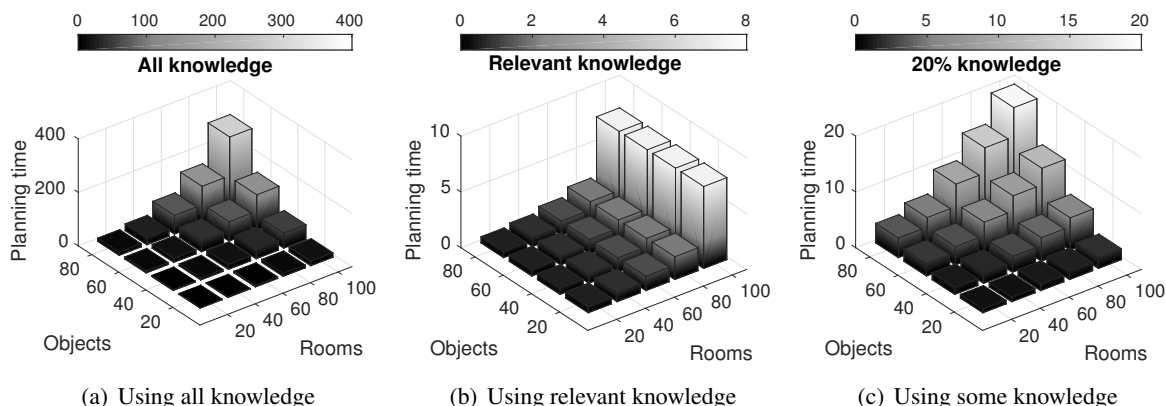 0 100 200 300 400
All knowledge
400
200
0
Planning time
80
60
40
20
Objects
20
40
60
80
100
Rooms
(a) Using all knowledge
0 2 4 6 8
Relevant knowledge
10
5
0
Planning time
80
60
40
20
Objects
20
40
60
80
100
Rooms
(b) Using relevant knowledge
0 5 10 15 20
20% knowledge
20
10
0
Planning time
80
60
40
20
Objects
20
40
60
80
100
Rooms
(c) Using some knowledge